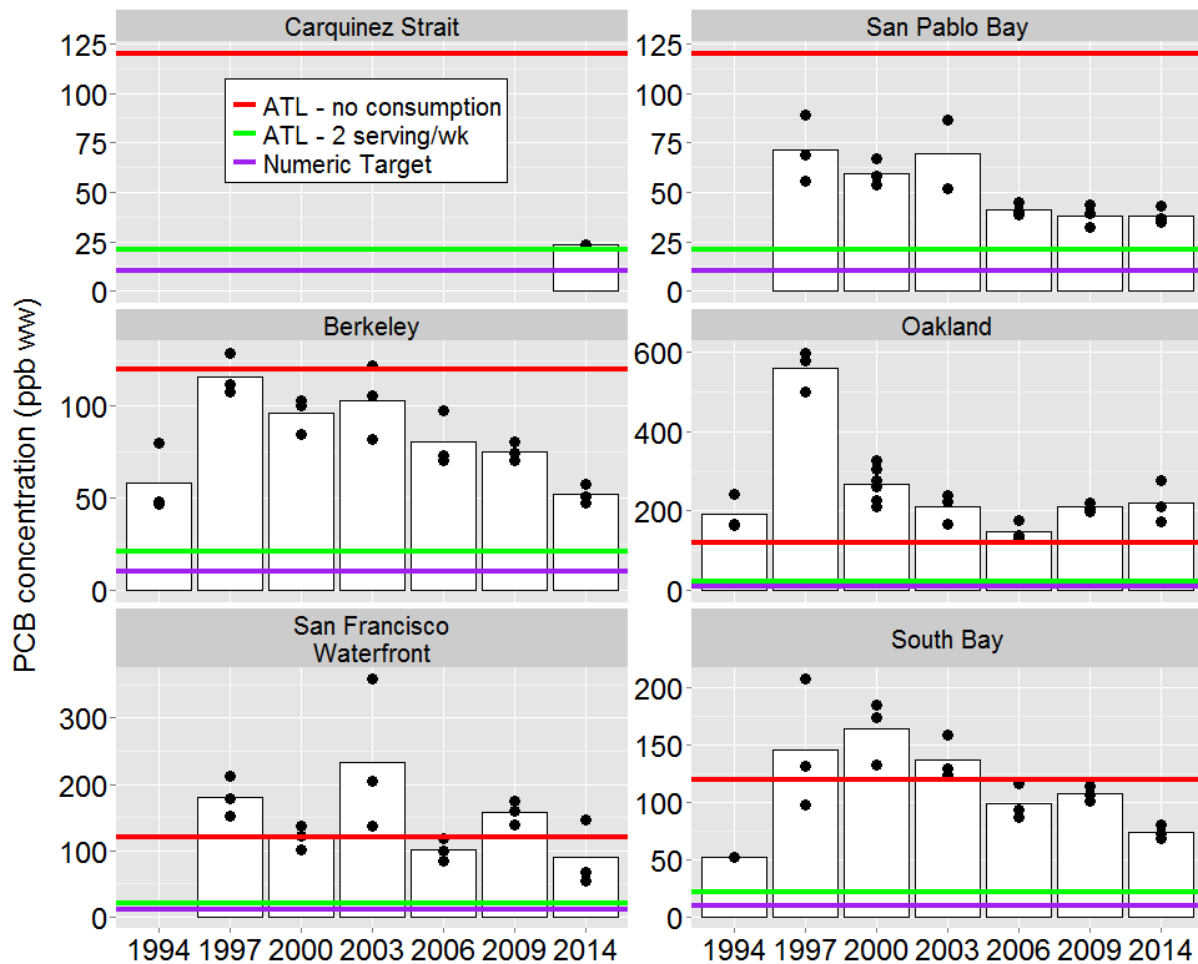 Carquinez Strait
San Pablo Bay
125
100
75
50
25
0
ATL - no consumption
ATL - 2 serving/wk
Numeric Target
125
100
75
50
25
0
PCB concentration (ppb ww)
Berkeley
Oakland
100
50
0
600
400
200
0
San Francisco
Waterfront
South Bay
300
200
100
0
200
150
100
50
0
1994 1997 2000 2003 2006 2009 2014
1994 1997 2000 2003 2006 2009 2014